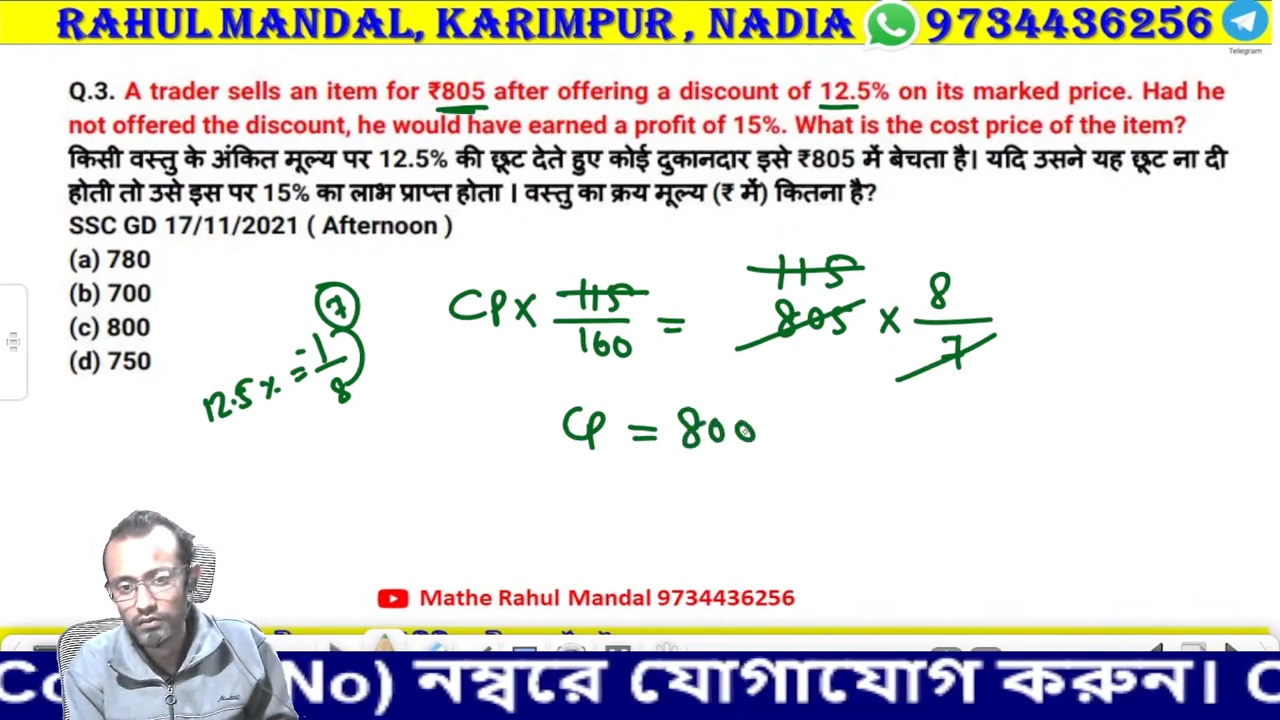 RAHUL MANDAL, KARIMPUR , NADIA 9734436256
Telegram
Q.3. A trader sells an item for ₹805 after offering a discount of 12.5% on its marked price. Had he
not offered the discount, he would have earned a profit of 15%. What is the cost price of the item?
किसी वस्तु के अंकित मूल्य पर 12.5% की छूट देते हुए कोई दुकानदार इसे ₹805 में बेचता है। यदि उसने यह छूट ना दी
होती तो उसे इस पर 15% का लाभ प्राप्त होता । वस्तु का क्रय मूल्य (₹ में) कितना है?
SSC GD 17/11/2021 ( Afternoon )
(a) 780
(b) 700
(c) 800
(d) 750
12.5% = 1/8 7
CP x 115/160 = 805 x 8/7
115
CP = 800
Mathe Rahul Mandal 9734436256
No) নম্বরে যোগাযোগ করুন। C